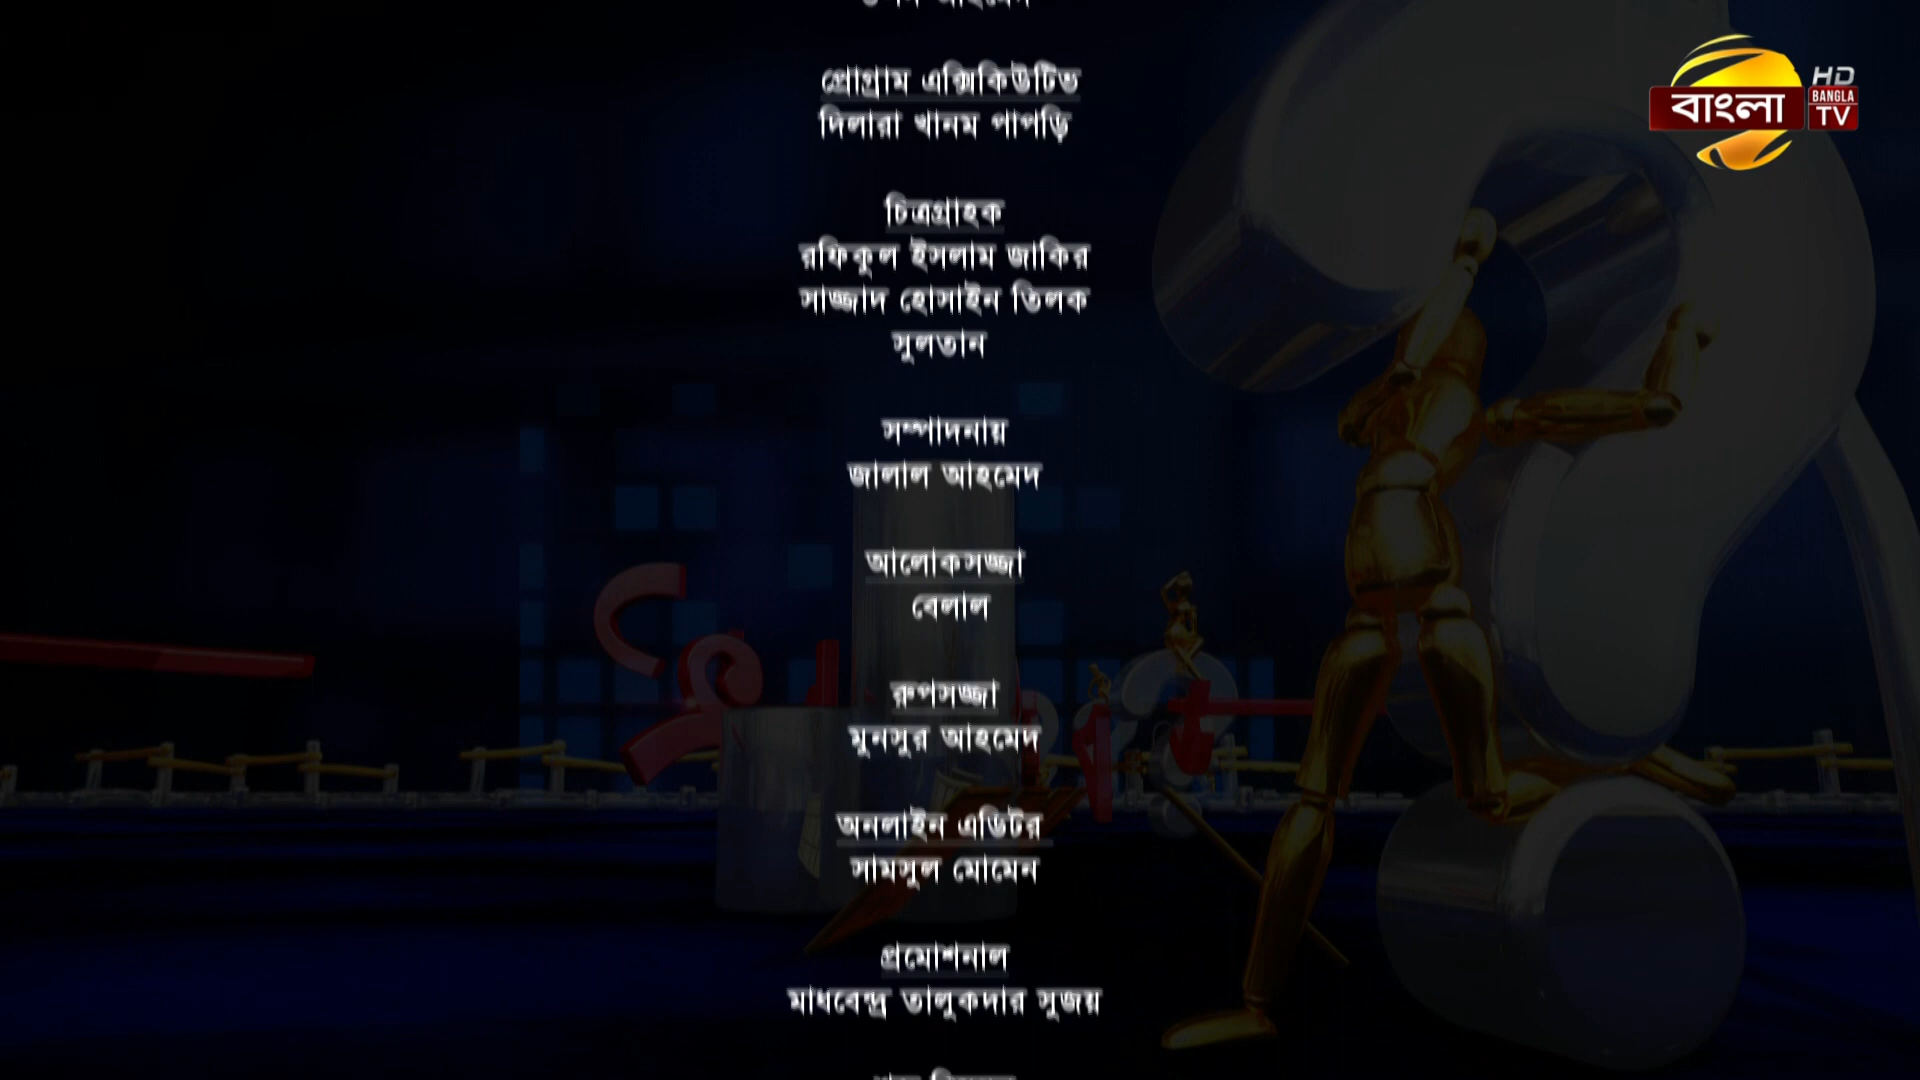 প্রোগ্রাম এক্সিকিউটিভ
দিলারা খানম পাপড়ি
চিত্রগ্রাহক
রফিকুল ইসলাম জাকির
সাজ্জাদ হোসাইন তিলক
সুলতান
সম্পাদনায়
জালাল আহমেদ
আলোকসজ্জা
বেলাল
রুপসজ্জা
মুনসুর আহমেদ
অনলাইন এডিটর
সামসুল মোমেন
প্রমোশনাল
মাধবেন্দ্র তালুকদার সুজয়
বাংলা
HD
BANGLA
TV